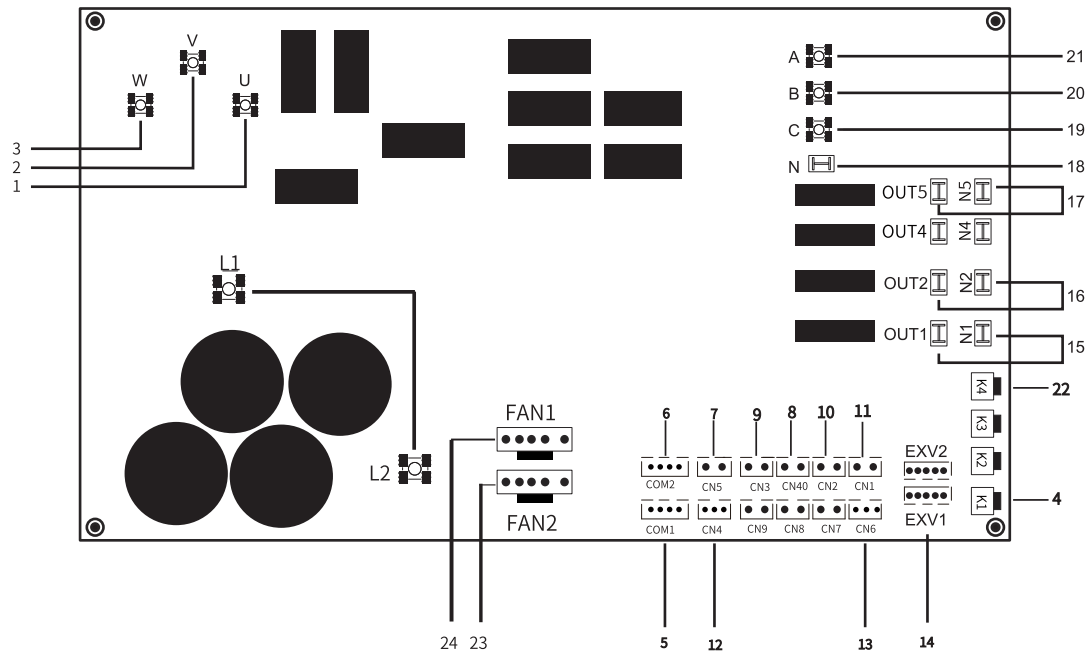 V
W
U
3
2
1
A
21
B
20
C
19
N
18
OUT5
N5
17
OUT4
N4
OUT2
N2
16
OUT1
N1
15
L1
L2
FAN1
FAN2
6
7
9
8
10
11
COM2
CN5
CN3
CN40
CN2
CN1
COM1
CN4
CN9
CN8
CN7
CN6
EXV2
EXV1
K4
22
K3
K2
K1
4
24
23
5
12
13
14